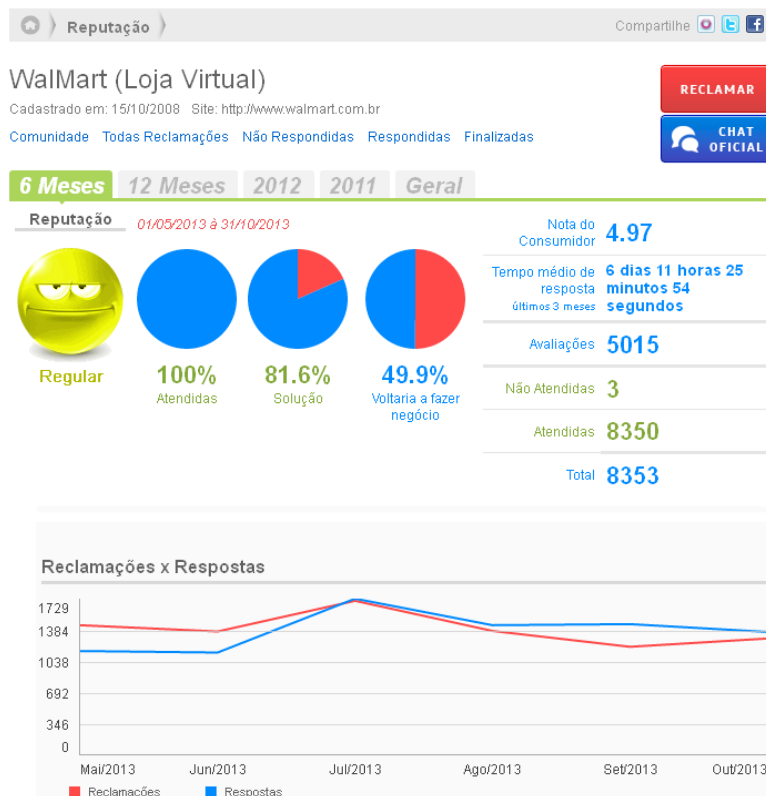 Reputação
Compartilhe
WalMart (Loja Virtual)
Cadastrado em: 15/10/2008 Site: http://www.walmart.com.br
Comunidade Todas Reclamações Não Respondidas Respondidas Finalizadas
RECLAMAR
CHAT
OFICIAL
6 Meses 12 Meses 2012 2011 Geral
Reputação 01/05/2013 à 31/10/2013
Regular
100%
Atendidas
81.6%
Solução
49.9%
Voltaria a fazer
negócio
Nota do
Consumidor 4.97
Tempo médio de
resposta
últimos 3 meses
6 dias 11 horas 25
minutos 54
segundos
Avaliações 5015
Não Atendidas 3
Atendidas 8350
Total 8353
Reclamações x Respostas
1729
1384
1038
692
346
0
Mai/2013 Jun/2013 Jul/2013 Ago/2013 Set/2013 Out/2013
Reclamações Respostas